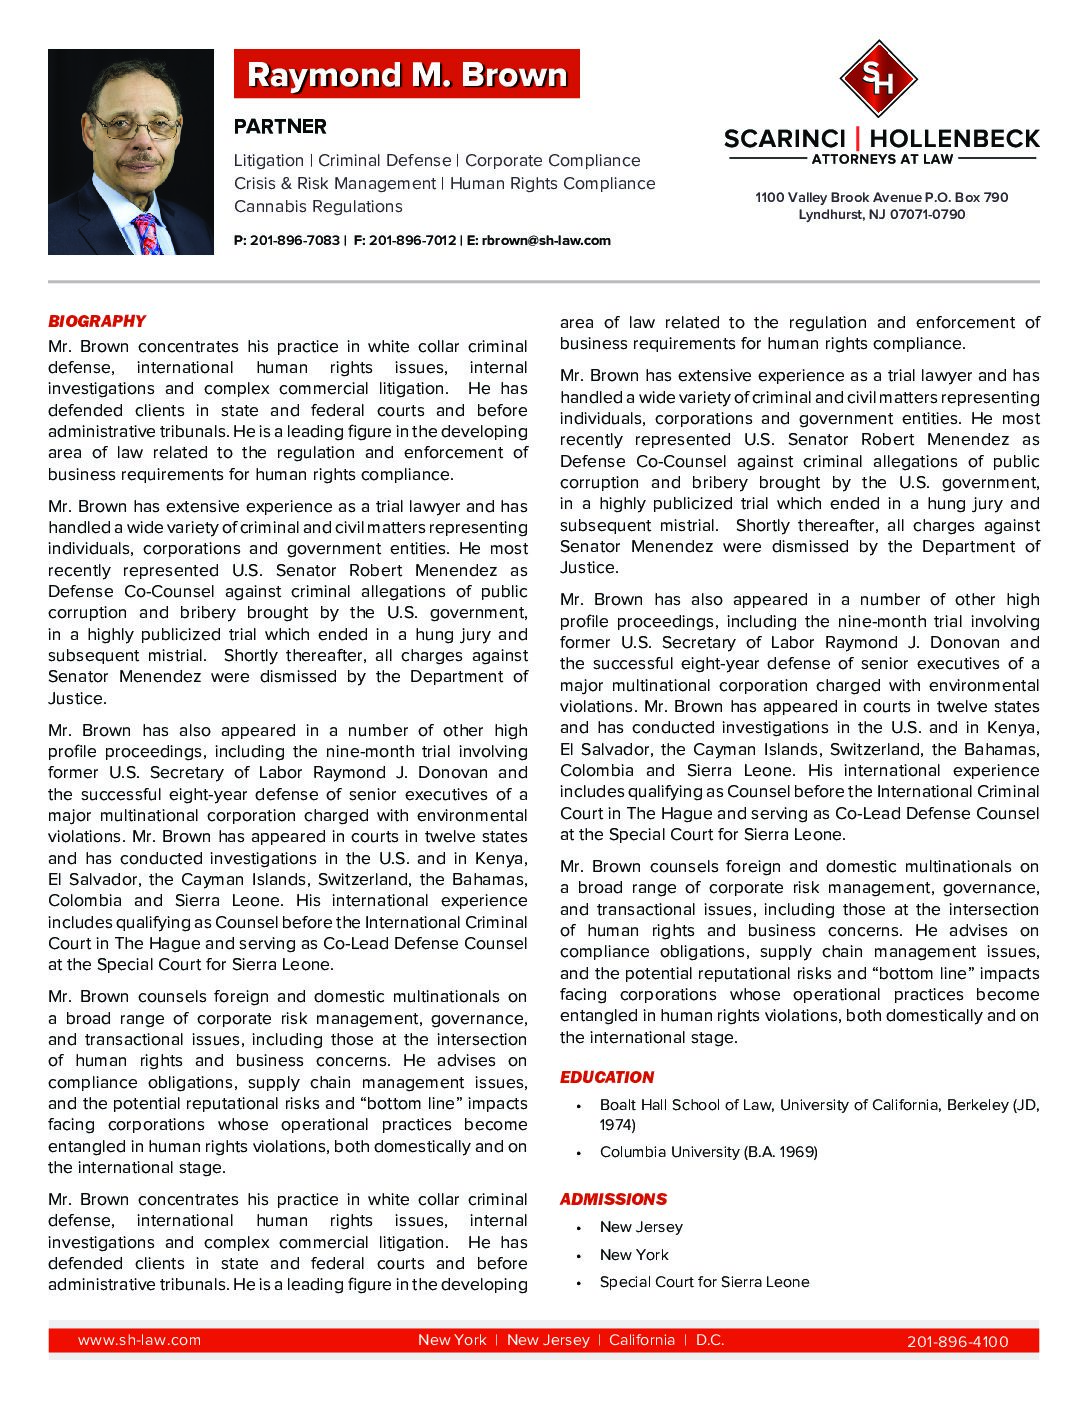 Raymond M. Brown
PARTNER
Litigation | Criminal Defense | Corporate Compliance
Crisis & Risk Management | Human Rights Compliance
Cannabis Regulations
P: 201-896-7083 | F: 201-896-7012 | E: rbrown@sh-law.com
SH
SCARINCI | HOLLENBECK
ATTORNEYS AT LAW
1100 Valley Brook Avenue P.O. Box 790
Lyndhurst, NJ 07071-0790
BIOGRAPHY
Mr. Brown concentrates his practice in white collar criminal
defense, international human rights issues, internal
investigations and complex commercial litigation. He has
defended clients in state and federal courts and before
administrative tribunals. He is a leading figure in the developing
area of law related to the regulation and enforcement of
business requirements for human rights compliance.
Mr. Brown has extensive experience as a trial lawyer and has
handled a wide variety of criminal and civil matters representing
individuals, corporations and government entities. He most
recently represented U.S. Senator Robert Menendez as
Defense Co-Counsel against criminal allegations of public
corruption and bribery brought by the U.S. government,
in a highly publicized trial which ended in a hung jury and
subsequent mistrial. Shortly thereafter, all charges against
Senator Menendez were dismissed by the Department of
Justice.
Mr. Brown has also appeared in a number of other high
profile proceedings, including the nine-month trial involving
former U.S. Secretary of Labor Raymond J. Donovan and
the successful eight-year defense of senior executives of a
major multinational corporation charged with environmental
violations. Mr. Brown has appeared in courts in twelve states
and has conducted investigations in the U.S. and in Kenya,
El Salvador, the Cayman Islands, Switzerland, the Bahamas,
Colombia and Sierra Leone. His international experience
includes qualifying as Counsel before the International Criminal
Court in The Hague and serving as Co-Lead Defense Counsel
at the Special Court for Sierra Leone.
Mr. Brown counsels foreign and domestic multinationals on
a broad range of corporate risk management, governance,
and transactional issues, including those at the intersection
of human rights and business concerns. He advises on
compliance obligations, supply chain management issues,
and the potential reputational risks and “bottom line” impacts
facing corporations whose operational practices become
entangled in human rights violations, both domestically and on
the international stage.
Mr. Brown concentrates his practice in white collar criminal
defense, international human rights issues, internal
investigations and complex commercial litigation. He has
defended clients in state and federal courts and before
administrative tribunals. He is a leading figure in the developing
area of law related to the regulation and enforcement of
business requirements for human rights compliance.
Mr. Brown has extensive experience as a trial lawyer and has
handled a wide variety of criminal and civil matters representing
individuals, corporations and government entities. He most
recently represented U.S. Senator Robert Menendez as
Defense Co-Counsel against criminal allegations of public
corruption and bribery brought by the U.S. government,
in a highly publicized trial which ended in a hung jury and
subsequent mistrial. Shortly thereafter, all charges against
Senator Menendez were dismissed by the Department of
Justice.
Mr. Brown has also appeared in a number of other high
profile proceedings, including the nine-month trial involving
former U.S. Secretary of Labor Raymond J. Donovan and
the successful eight-year defense of senior executives of a
major multinational corporation charged with environmental
violations. Mr. Brown has appeared in courts in twelve states
and has conducted investigations in the U.S. and in Kenya,
El Salvador, the Cayman Islands, Switzerland, the Bahamas,
Colombia and Sierra Leone. His international experience
includes qualifying as Counsel before the International Criminal
Court in The Hague and serving as Co-Lead Defense Counsel
at the Special Court for Sierra Leone.
Mr. Brown counsels foreign and domestic multinationals on
a broad range of corporate risk management, governance,
and transactional issues, including those at the intersection
of human rights and business concerns. He advises on
compliance obligations, supply chain management issues,
and the potential reputational risks and “bottom line” impacts
facing corporations whose operational practices become
entangled in human rights violations, both domestically and on
the international stage.
EDUCATION
• Boalt Hall School of Law, University of California, Berkeley (JD,
1974)
• Columbia University (B.A. 1969)
ADMISSIONS
• New Jersey
• New York
• Special Court for Sierra Leone
www.sh-law.com
New York | New Jersey | California | D.C.
201-896-4100